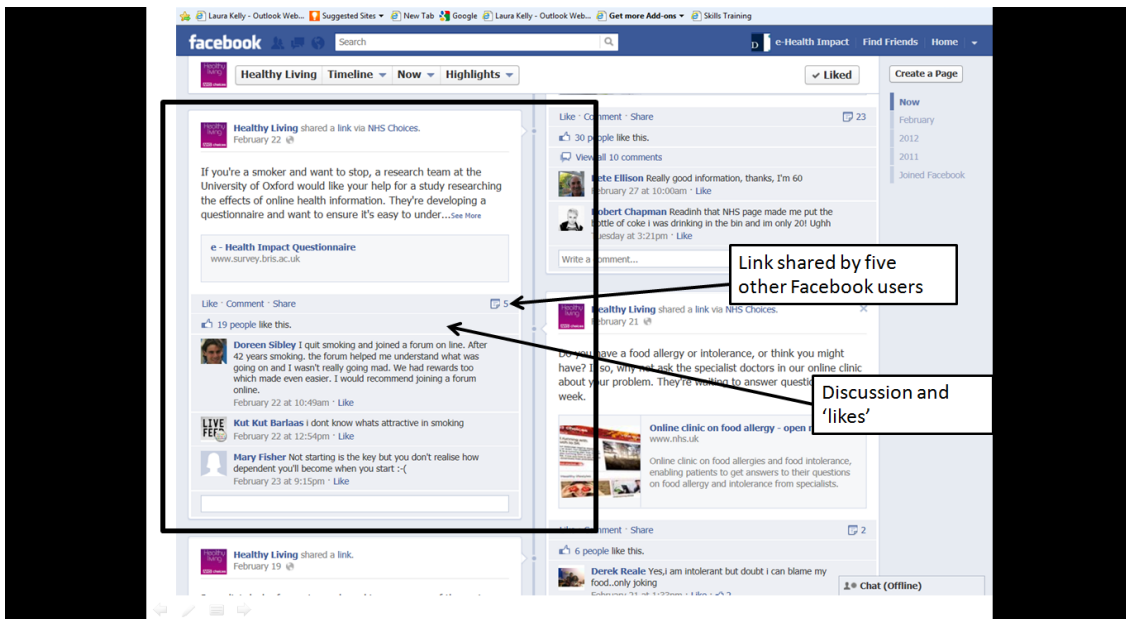 Laura Kelly - Outlook Web... Suggested Sites New Tab Google Laura Kelly - Outlook Web... Get more Add-ons Skills Training
facebook Search e-Health Impact Find Friends Home
Healthy Living Timeline Now Highlights Liked Create a Page
Now
February
2012
2011
Joined Facebook
Healthy Living shared a link via NHS Choices.
February 22
If you're a smoker and want to stop, a research team at the
University of Oxford would like your help for a study researching
the effects of online health information. They're developing a
questionnaire and want to ensure it's easy to under...See More
e - Health Impact Questionnaire
www.survey.bris.ac.uk
Like · Comment · Share 5
19 people like this.
Doreen Sibley I quit smoking and joined a forum on line. After
42 years smoking. the forum helped me understand what was
going on and I wasn't really going mad. We had rewards too
which made even easier. I would recommend joining a forum
online.
February 22 at 10:49am · Like
LIVE
Kut Kut Barlaas i dont know whats attractive in smoking
February 22 at 12:54pm · Like
Mary Fisher Not starting is the key but you don't realise how
dependent you'll become when you start :-(
February 23 at 9:15pm · Like
Healthy Living shared a link.
February 19
Like · Comment · Share 23
30 people like this.
View all 10 comments
Pete Ellison Really good information, thanks, I'm 60
February 27 at 10:00am · Like
Robert Chapman Readinh that NHS page made me put the
bottle of coke i was drinking in the bin and im only 20! Ughh
Tuesday at 3:21pm · Like
Write a comment...
Link shared by five
other Facebook users
Healthy Living shared a link via NHS Choices.
February 21
Do you have a food allergy or intolerance, or think you might
have? If so, why not ask the specialist doctors in our online clinic
about your problem. They're waiting to answer
week.
Discussion and
'likes'
Online clinic on food allergy - open
www.nhs.uk
Online clinic on food allergies and food intolerance,
enabling patients to get answers to their questions
on food allergy and intolerance from specialists.
Like · Comment · Share 2
6 people like this.
Derek Reale Yes,i am intolerant but doubt i can blame my
food..only joking
Chat (Offline)